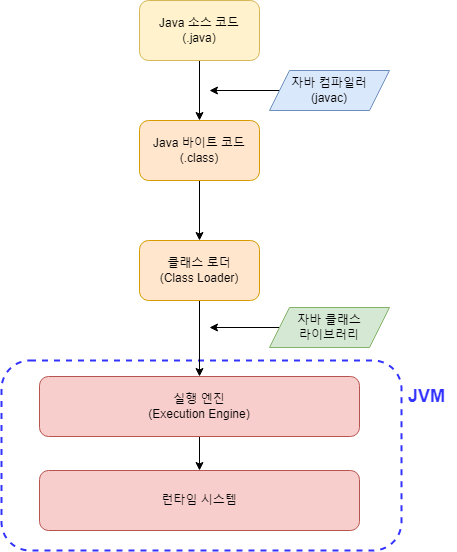 Java 소스 코드
(.java)
자바 컴파일러
(javac)
Java 바이트 코드
(.class)
클래스 로더
(Class Loader)
자바 클래스
라이브러리
실행 엔진
(Execution Engine)
JVM
런타임 시스템